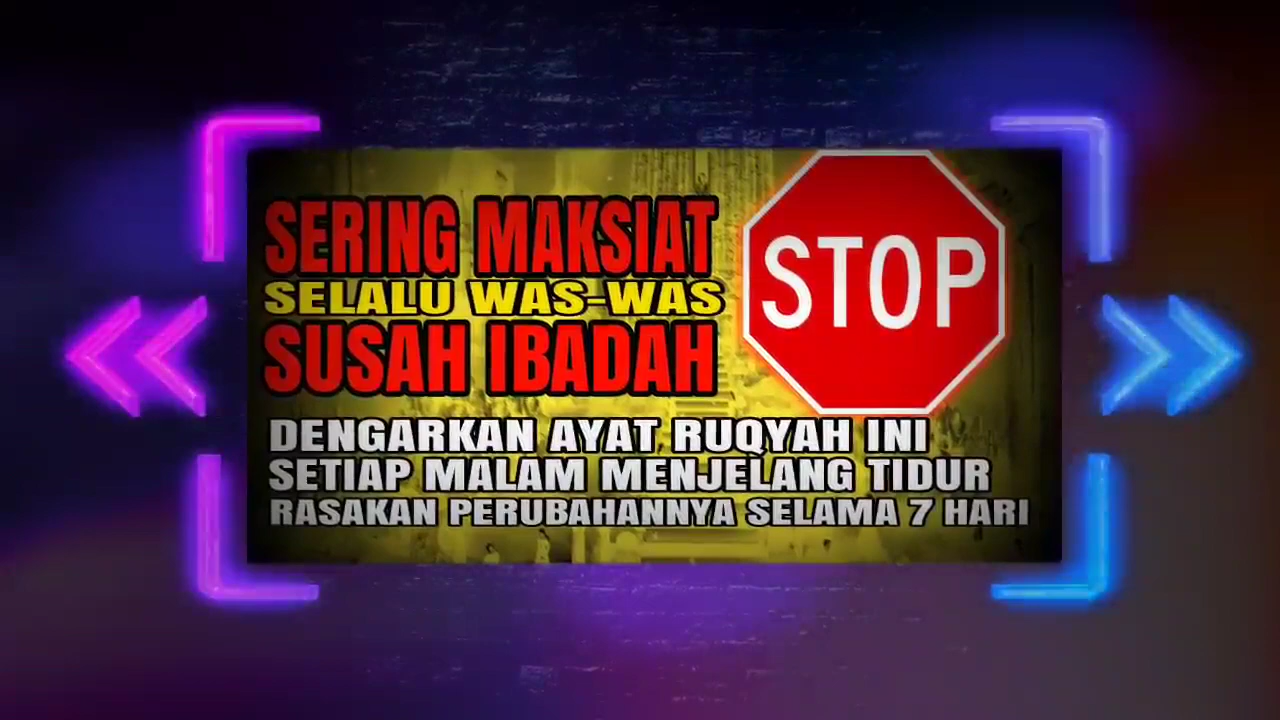 SERING MAKSIAT
SELALU WAS-WAS
SUSAH IBADAH
STOP
DENGARKAN AYAT RUQYAH INI
SETIAP MALAM MENJELANG TIDUR
RASAKAN PERUBAHANNYA SELAMA 7 HARI